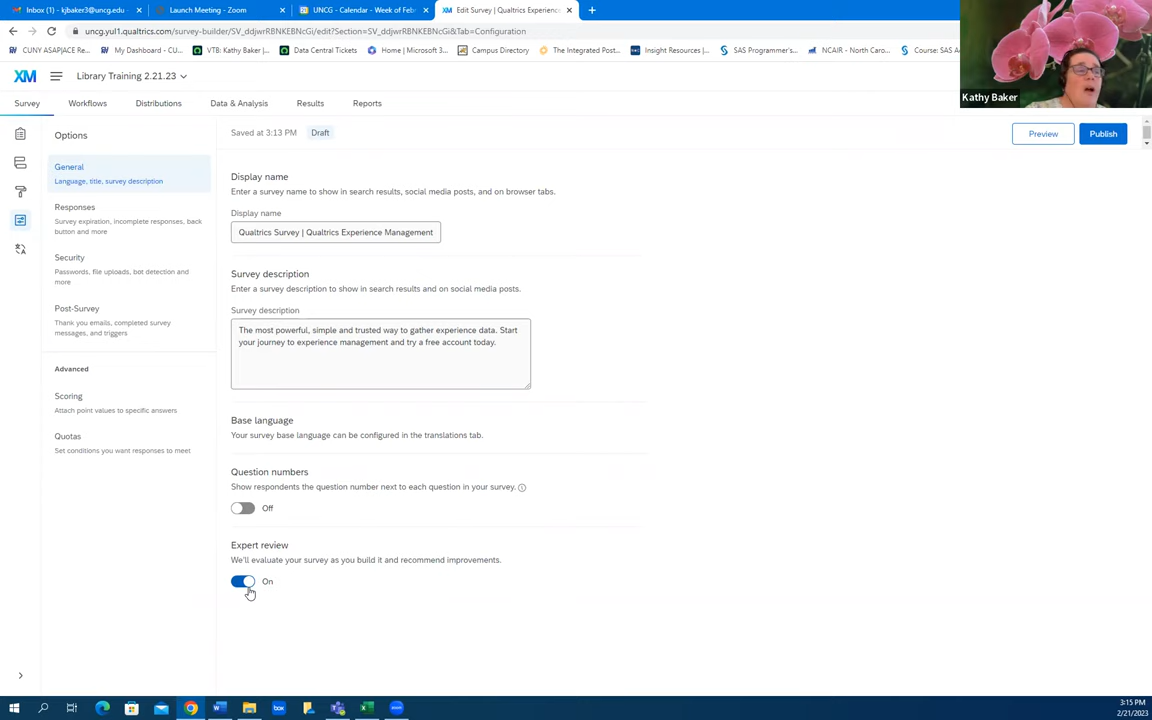 Inbox (1) - kjbaker3@uncg.edu -
Launch Meeting - Zoom
UNCG - Calendar - Week of Febr
Edit Survey | Qualtrics Experience
uncg.yul1.qualtrics.com/survey-builder/SV_ddjwrRBNKEBNcGi/edit?Section=SV_ddjwrRBNKEBNcGi&Tab=Configuration
CUNY ASAP|ACE Re...
My Dashboard - CU...
VTB: Kathy Baker |...
Data Central Tickets
Home | Microsoft 3...
Campus Directory
The Integrated Post...
Insight Resources |...
SAS Programmer's...
NCAIR - North Caro...
Course: SAS
XM
Library Training 2.21.23
Kathy Baker
Survey
Workflows
Distributions
Data & Analysis
Results
Reports
Options
Saved at 3:13 PM
Draft
Preview
Publish
General
Language, title, survey description
Responses
Survey expiration, incomplete responses, back
button and more
Security
Passwords, file uploads, bot detection and
more
Post-Survey
Thank you emails, completed survey
messages, and triggers
Advanced
Scoring
Attach point values to specific answers
Quotas
Set conditions you want responses to meet
Display name
Enter a survey name to show in search results, social media posts, and on browser tabs.
Display name
Qualtrics Survey | Qualtrics Experience Management
Survey description
Enter a survey description to show in search results and on social media posts.
Survey description
The most powerful, simple and trusted way to gather experience data. Start
your journey to experience management and try a free account today.
Base language
Your survey base language can be configured in the translations tab.
Question numbers
Show respondents the question number next to each question in your survey.
Off
Expert review
We'll evaluate your survey as you build it and recommend improvements.
On
3:15 PM
2/21/2023